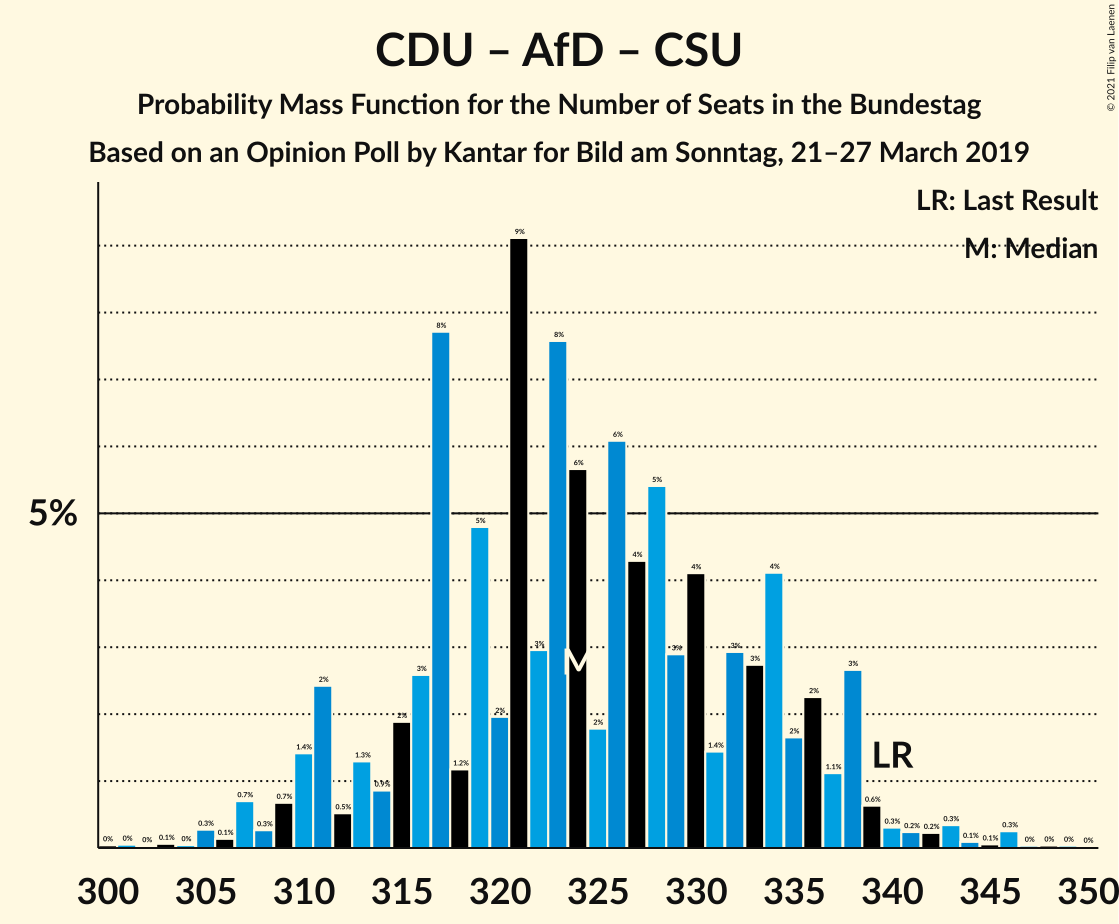 CDU – AfD – CSU
Probability Mass Function for the Number of Seats in the Bundestag
Based on an Opinion Poll by Kantar for Bild am Sonntag, 21–27 March 2019
© 2021 Filip van Laenen
LR: Last Result
M: Median
5%
0% 0% 0% 0.1% 0% 0.3% 0.1% 0.7% 0.3% 0.7% 1.4% 2% 0.5% 1.3% 0.9% 2% 3% 8% 1.2% 5% 2% 9% 3% 8% 6% 2% 6% 4% 5% 3% 4% 1.4% 3% 3% 4% 2% 2% 1.1% 3% 0.6% 0.3% 0.2% 0.2% 0.3% 0.1% 0.1% 0.3% 0% 0% 0% 0%
M
LR
300 305 310 315 320 325 330 335 340 345 350